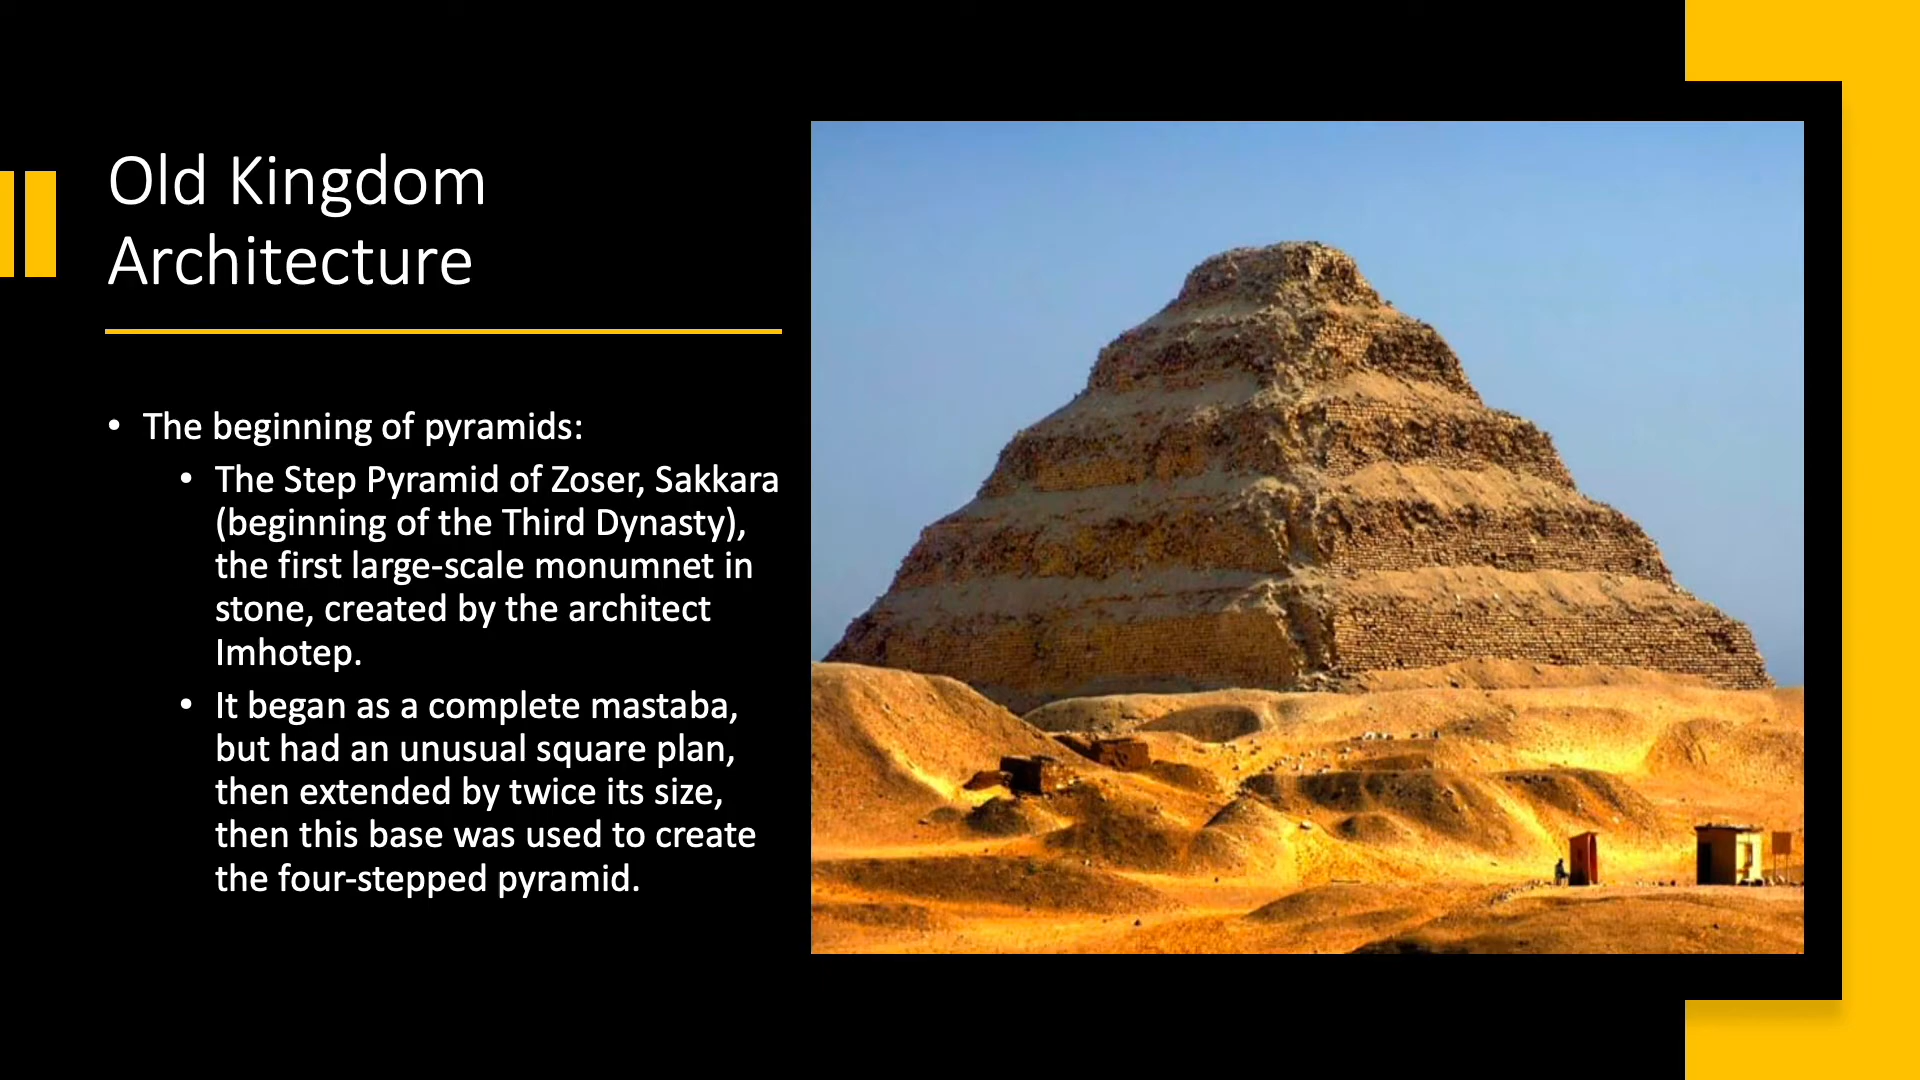 Old Kingdom
Architecture
• The beginning of pyramids:
• The Step Pyramid of Zoser, Sakkara
(beginning of the Third Dynasty),
the first large-scale monumnet in
stone, created by the architect
Imhotep.
• It began as a complete mastaba,
but had an unusual square plan,
then extended by twice its size,
then this base was used to create
the four-stepped pyramid.